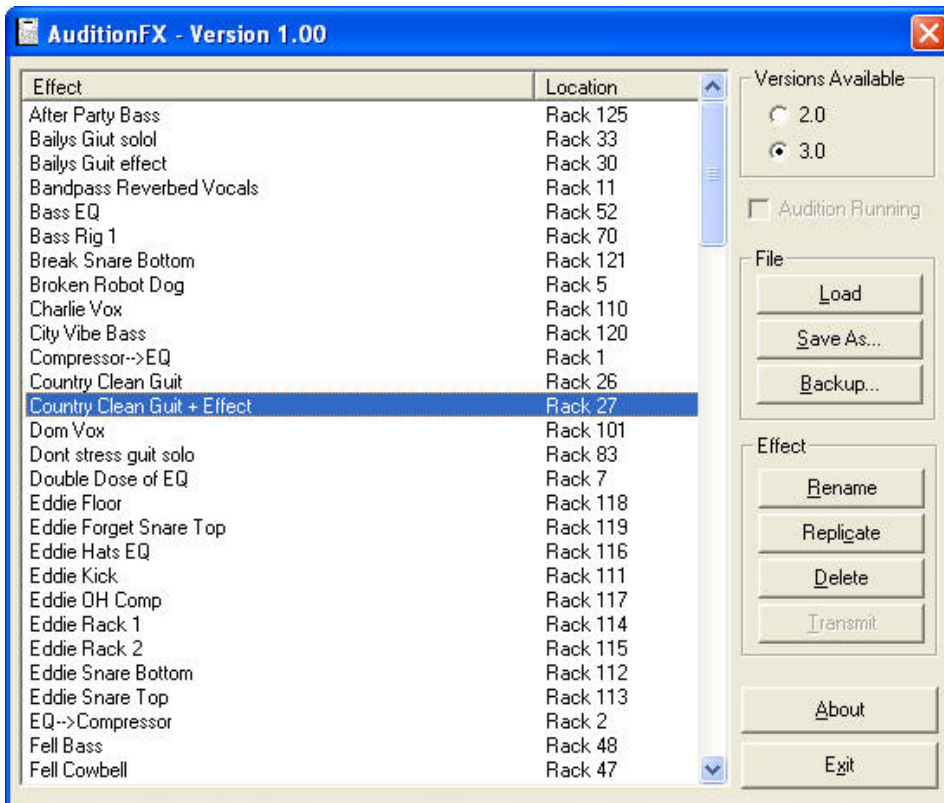 AuditionFX - Version 1.00
Effect Location
After Party Bass Rack 125
Bailys Giut solol Rack 33
Bailys Guit effect Rack 30
Bandpass Reverbed Vocals Rack 11
Bass EQ Rack 52
Bass Rig 1 Rack 70
Break Snare Bottom Rack 121
Broken Robot Dog Rack 5
Charlie Vox Rack 110
City Vibe Bass Rack 120
Compressor-->EQ Rack 1
Country Clean Guit Rack 26
Country Clean Guit + Effect Rack 27
Dom Vox Rack 101
Dont stress guit solo Rack 83
Double Dose of EQ Rack 7
Eddie Floor Rack 118
Eddie Forget Snare Top Rack 119
Eddie Hats EQ Rack 116
Eddie Kick Rack 111
Eddie OH Comp Rack 117
Eddie Rack 1 Rack 114
Eddie Rack 2 Rack 115
Eddie Snare Bottom Rack 112
Eddie Snare Top Rack 113
EQ-->Compressor Rack 2
Fell Bass Rack 48
Fell Cowbell Rack 47
Versions Available
2.0
3.0
Audition Running
File
Load
Save As...
Backup...
Effect
Rename
Replicate
Delete
Transmit
About
Exit